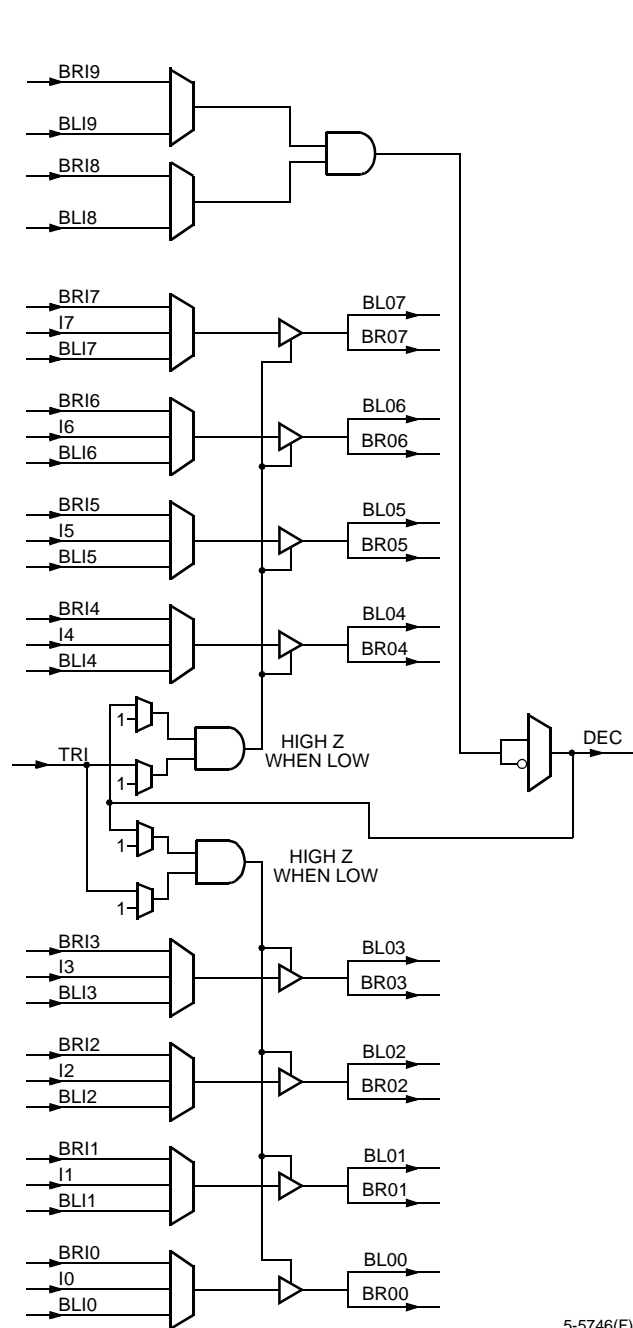 BRI9
BLI9
BRI8
BLI8
BRI7
I7
BLI7
BL07
BR07
BRI6
I6
BLI6
BL06
BR06
BRI5
I5
BLI5
BL05
BR05
BRI4
I4
BLI4
BL04
BR04
1
TRI
1
HIGH Z
WHEN LOW
DEC
1
1
HIGH Z
WHEN LOW
BRI3
I3
BLI3
BL03
BR03
BRI2
I2
BLI2
BL02
BR02
BRI1
I1
BLI1
BL01
BR01
BRI0
I0
BLI0
BL00
BR00
5-5746(F)